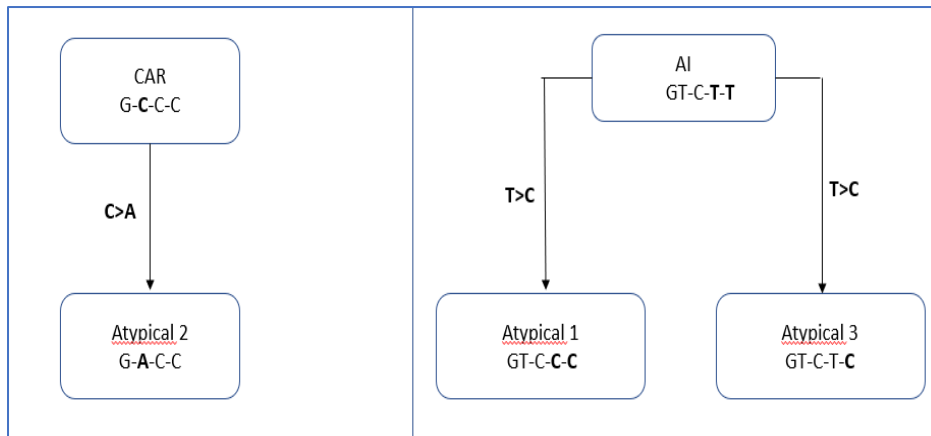 CAR
G-C-C-C
C>A
Atypical 2
G-A-C-C
AI
GT-C-T-T
T>C
T>C
Atypical 1
GT-C-C-C
Atypical 3
GT-C-T-C